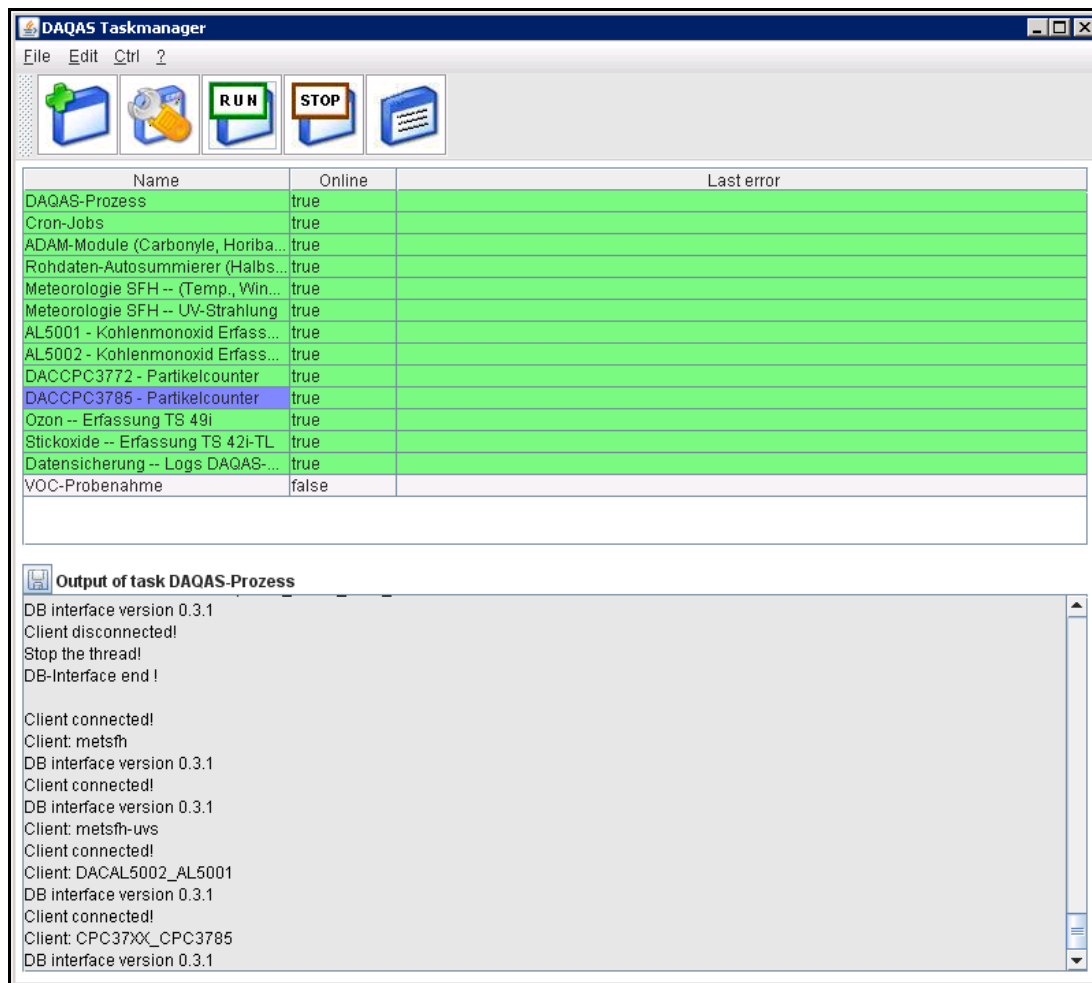 DAQAS Taskmanager
File Edit Ctrl ?
RUN STOP
Name Online Last error
DAQAS-Prozess true
Cron-Jobs true
ADAM-Module (Carbonyle, Horiba... true
Rohdaten-Autosummierer (Halbs... true
Meteorologie SFH -- (Temp., Win... true
Meteorologie SFH -- UV-Strahlung true
AL5001 - Kohlenmonoxid Erfass... true
AL5002 - Kohlenmonoxid Erfass... true
DACCPC3772 - Partikelcounter true
DACCPC3785 - Partikelcounter true
Ozon -- Erfassung TS 49i true
Stickoxide -- Erfassung TS 42i-TL true
Datensicherung -- Logs DAQAS-... true
VOC-Probenahme false
Output of task DAQAS-Prozess
DB interface version 0.3.1
Client disconnected!
Stop the thread!
DB-Interface end !
Client connected!
Client: metsfh
DB interface version 0.3.1
Client connected!
DB interface version 0.3.1
Client: metsfh-uvs
Client connected!
Client: DACAL5002_AL5001
DB interface version 0.3.1
Client connected!
Client: CPC37XX_CPC3785
DB interface version 0.3.1